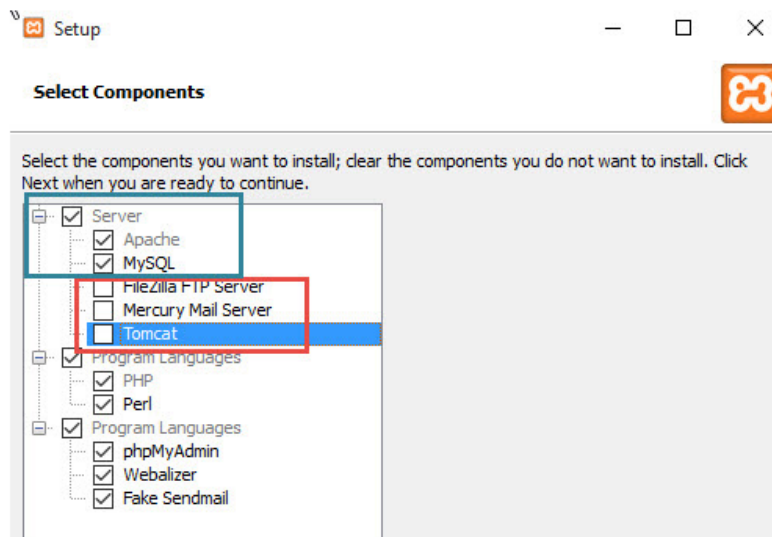 Setup
Select Components
Select the components you want to install; clear the components you do not want to install. Click
Next when you are ready to continue.
Server
Apache
MySQL
FileZilla FTP Server
Mercury Mail Server
Tomcat
Program Languages
PHP
Perl
Program Languages
phpMyAdmin
Webalizer
Fake Sendmail